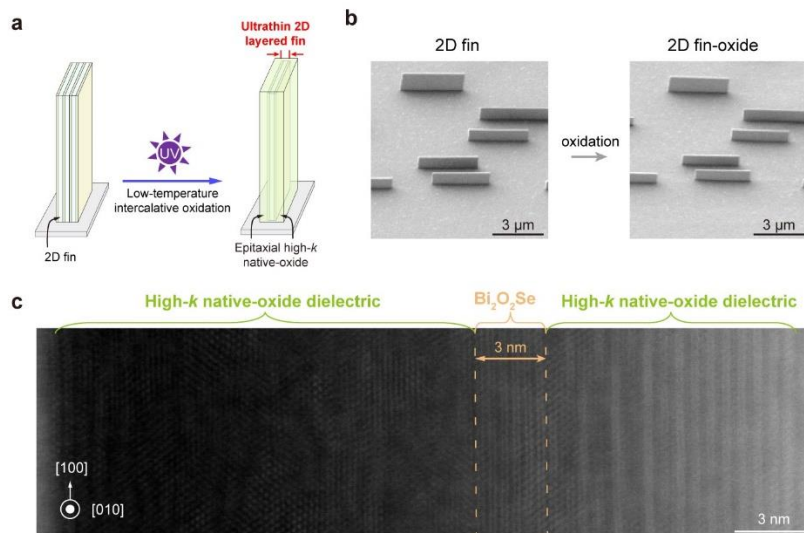 a
Ultrathin 2D
layered fin
UV
Low-temperature
intercalative oxidation
2D fin
Epitaxial high-k
native-oxide
b
2D fin
2D fin-oxide
oxidation
3 μm
3 μm
c
High-k native-oxide dielectric
Bi₂O₂Se
High-k native-oxide dielectric
3 nm
[100]
[010]
3 nm